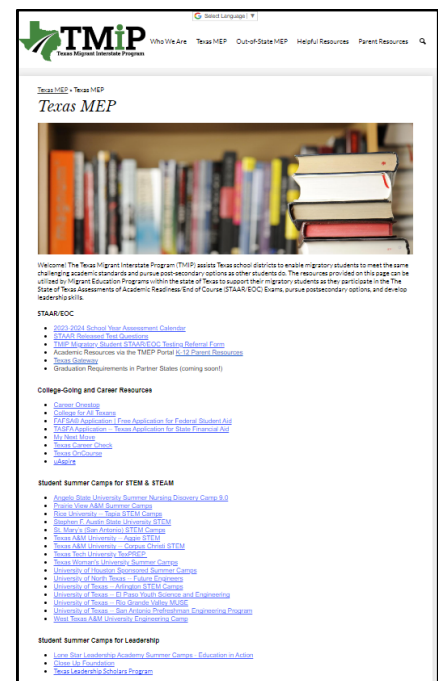 Select Language ▼
TMiP
Texas Migrant Interstate Program
Who We Are Texas MEP Out-of-State MEP Helpful Resources Parent Resources
Texas MEP » Texas MEP
Texas MEP
Welcome! The Texas Migrant Interstate Program (TMIP) assists Texas school districts to enable migratory students to meet the same
challenging academic standards and pursue post-secondary options as other students do. The resources provided on this page can be
utilized by Migrant Education Programs within the state of Texas to support their migratory students as they participate in the The
State of Texas Assessments of Academic Readiness/End of Course (STAAR/EOC) Exams, pursue postsecondary options, and develop
leadership skills.
STAAR/EOC
2023-2024 School Year Assessment Calendar
STAAR Released Test Questions
TMIP Migratory Student STAAR/EOC Testing Referral Form
Academic Resources via the TMEP Portal K-12 Parent Resources
Texas Gateway
Graduation Requirements in Partner States (coming soon!)
College-Going and Career Resources
Career Onestop
College for All Texans
FAFSA® Application | Free Application for Federal Student Aid
TASFA Application – Texas Application for State Financial Aid
My Next Move
Texas Career Check
Texas OnCourse
uAspire
Student Summer Camps for STEM & STEAM
Angelo State University Summer Nursing Discovery Camp 9.0
Prairie View A&M Summer Camps
Rice University – Tapia STEM Camps
Stephen F. Austin State University STEM
St. Mary's (San Antonio) STEM Camps
Texas A&M University – Aggie STEM
Texas A&M University – Corpus Christi STEM
Texas Tech University TexPREP
Texas Woman's University Summer Camps
University of Houston Sponsored Summer Camps
University of North Texas – Future Engineers
University of Texas – Arlington STEM Camps
University of Texas – El Paso Youth Science and Engineering
University of Texas – Rio Grande Valley MUSE
University of Texas – San Antonio Prefreshman Engineering Program
West Texas A&M University Engineering Camp
Student Summer Camps for Leadership
Lone Star Leadership Academy Summer Camps - Education in Action
Close Up Foundation
Texas Leadership Scholars Program